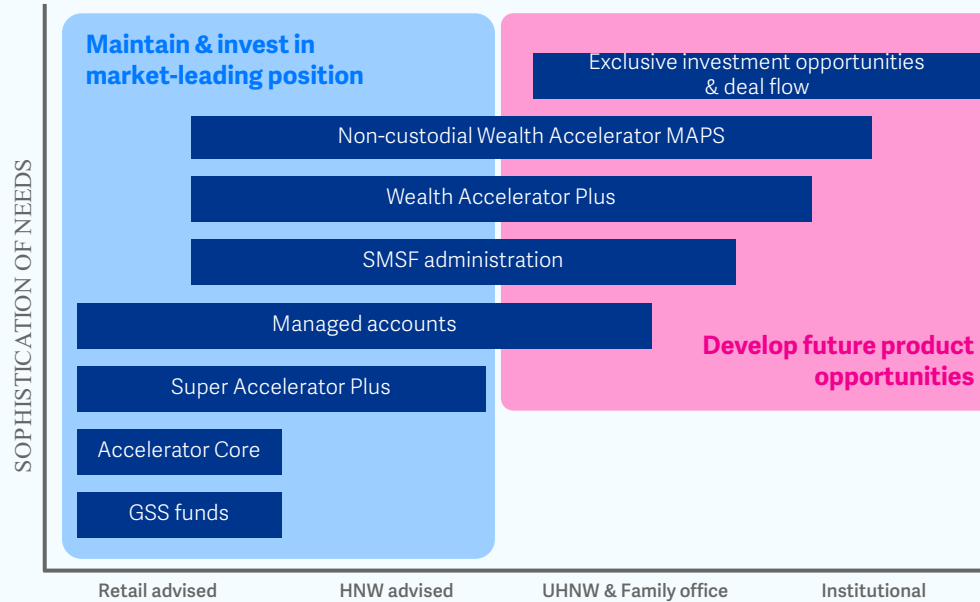 Maintain & invest in
market-leading position
Exclusive investment opportunities
& deal flow
Non-custodial Wealth Accelerator MAPS
Wealth Accelerator Plus
SMSF administration
Managed accounts
Develop future product
opportunities
Super Accelerator Plus
Accelerator Core
GSS funds
SOPHISTICATION OF NEEDS
Retail advised
HNW advised
UHNW & Family office
Institutional